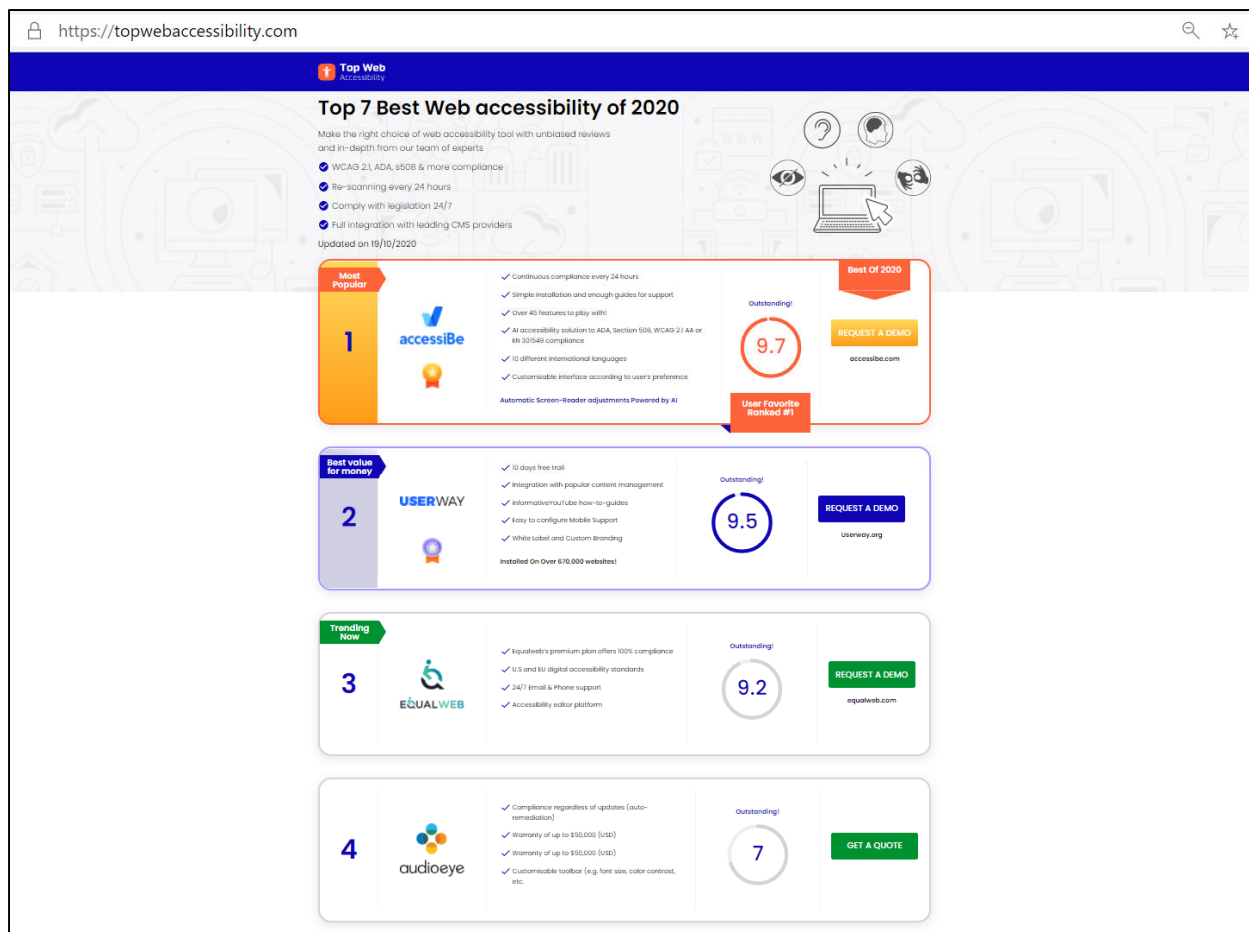 https://topwebaccessibility.com
Top Web
Accessibility
Top 7 Best Web accessibility of 2020
Make the right choice of web accessibility tool with unbiased reviews
and in-depth from our team of experts
WCAG 2.1, ADA, s508 & more compliance
Re-scanning every 24 hours
Comply with legislation 24/7
Full integration with leading CMS providers
Updated on 19/10/2020
WWW
Most
Popular
1
accessiBe
Continuous compliance every 24 hours
Simple installation and enough guides for support
Over 45 features to play with!
AI accessibility solution to ADA, Section 508, WCAG 2.1 AA or
EN 301549 compliance
10 different international languages
Customizable interface according to user's preference
Automatic Screen-Reader adjustments Powered by AI
Outstanding!
9.7
User Favorite
Ranked #1
Best Of 2020
REQUEST A DEMO
accessibe.com
Best value
for money
2
USERWAY
10 days free trail
Integration with popular content management
InformativeYouTube how-to-guides
Easy to configure Mobile Support
White Label and Custom Branding
Installed On Over 670,000 websites!
Outstanding!
9.5
REQUEST A DEMO
Userway.org
Trending
Now
3
EQUALWEB
Equalweb's premium plan offers 100% compliance
U.S and EU digital accessibility standards
24/7 Email & Phone support
Accessibility editor platform
Outstanding!
9.2
REQUEST A DEMO
equalweb.com
4
audioeye
Compliance regardless of updates (auto-
remediation)
Warranty of up to $50,000 (USD)
Warranty of up to $50,000 (USD)
Customisable toolbar (e.g. font size, color contrast,
etc.
Outstanding!
7
GET A QUOTE